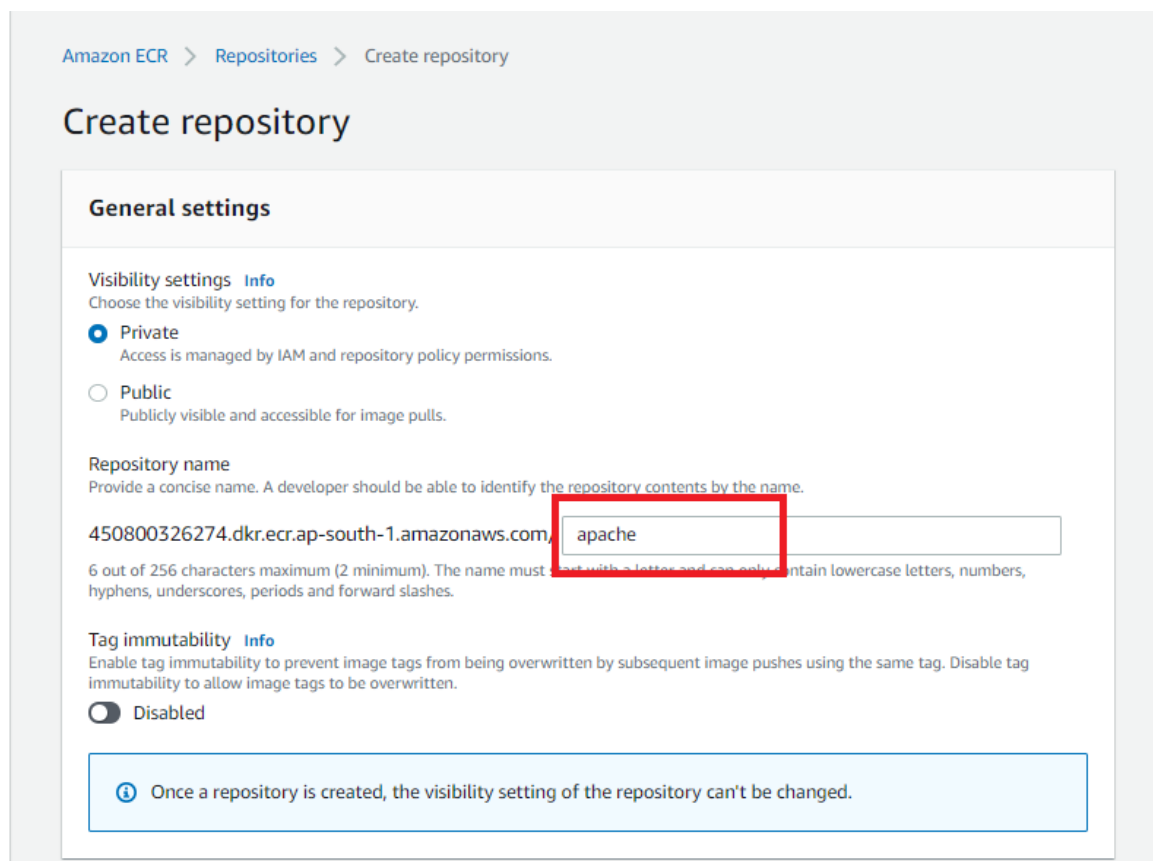 Amazon ECR > Repositories > Create repository
Create repository
General settings
Visibility settings Info
Choose the visibility setting for the repository.
Private
Access is managed by IAM and repository policy permissions.
Public
Publicly visible and accessible for image pulls.
Repository name
Provide a concise name. A developer should be able to identify the repository contents by the name.
450800326274.dkr.ecr.ap-south-1.amazonaws.com/ apache
6 out of 256 characters maximum (2 minimum). The name must start with a letter and can only contain lowercase letters, numbers,
hyphens, underscores, periods and forward slashes.
Tag immutability Info
Enable tag immutability to prevent image tags from being overwritten by subsequent image pushes using the same tag. Disable tag
immutability to allow image tags to be overwritten.
Disabled
Once a repository is created, the visibility setting of the repository can't be changed.